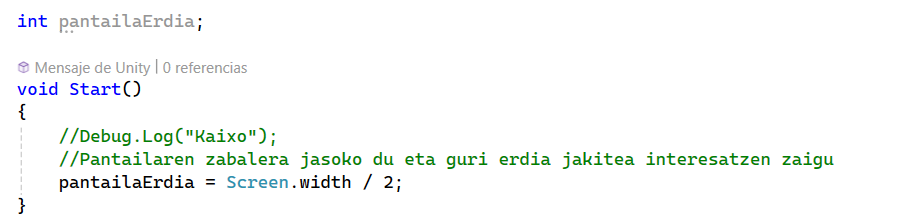 int pantailaErdia;
Mensaje de Unity | 0 referencias
void Start()
{
//Debug.Log("Kaixo");
//Pantailaren zabalera jasoko du eta guri erdia jakitea interesatzen zaigu
pantailaErdia = Screen.width / 2;
}